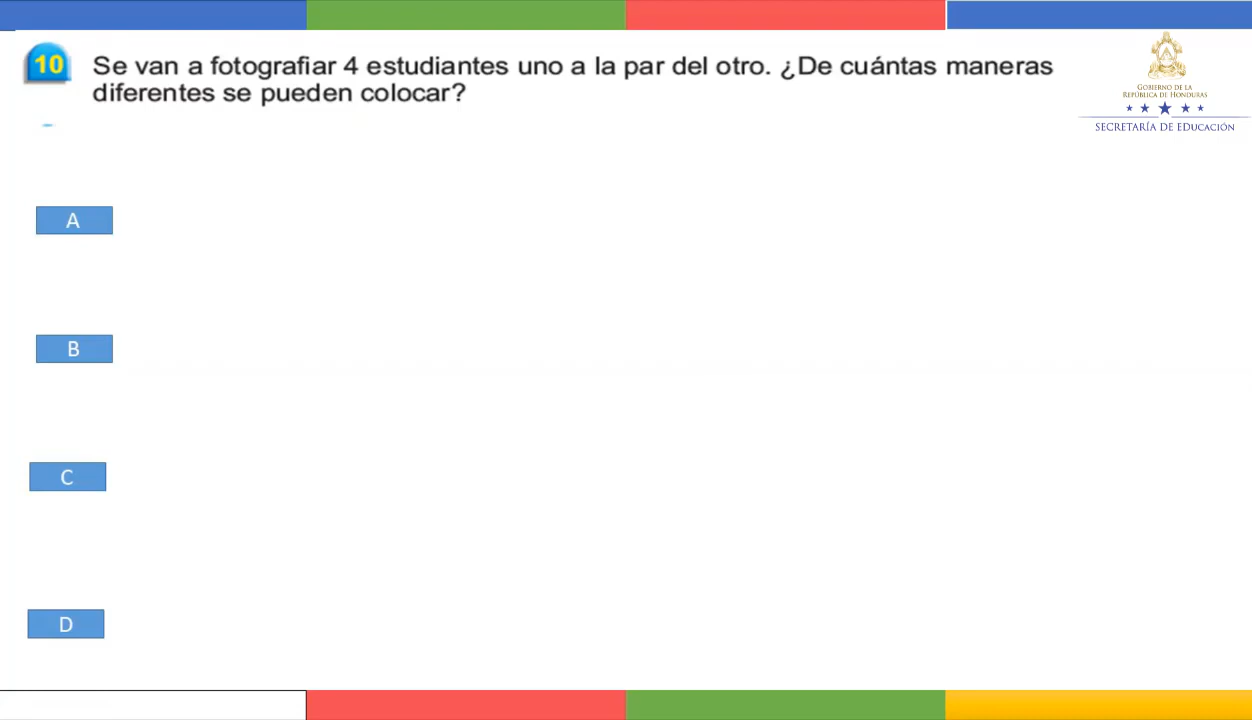 10 Se van a fotografiar 4 estudiantes uno a la par del otro. ¿De cuántas maneras
diferentes se pueden colocar?
GOBIERNO DE LA
REPÚBLICA DE HONDURAS
SECRETARÍA DE EDUCACIÓN
A
B
C
D